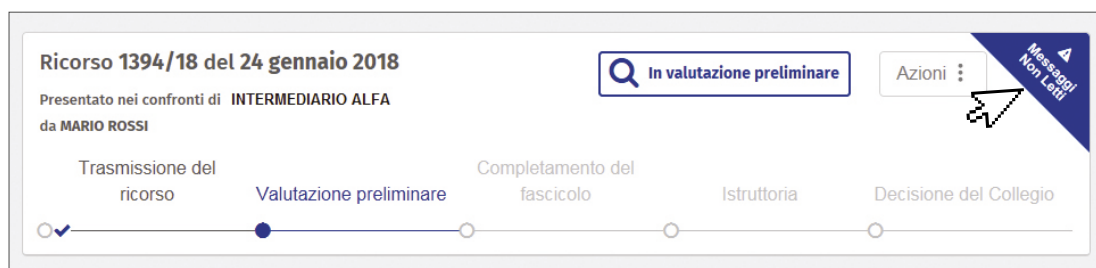 Ricorso 1394/18 del 24 gennaio 2018
In valutazione preliminare
Azioni
Messaggi
Non Letti
Presentato nei confronti di INTERMEDIARIO ALFA
da MARIO ROSSI
Trasmissione del
ricorso
Valutazione preliminare
Completamento del
fascicolo
Istruttoria
Decisione del Collegio